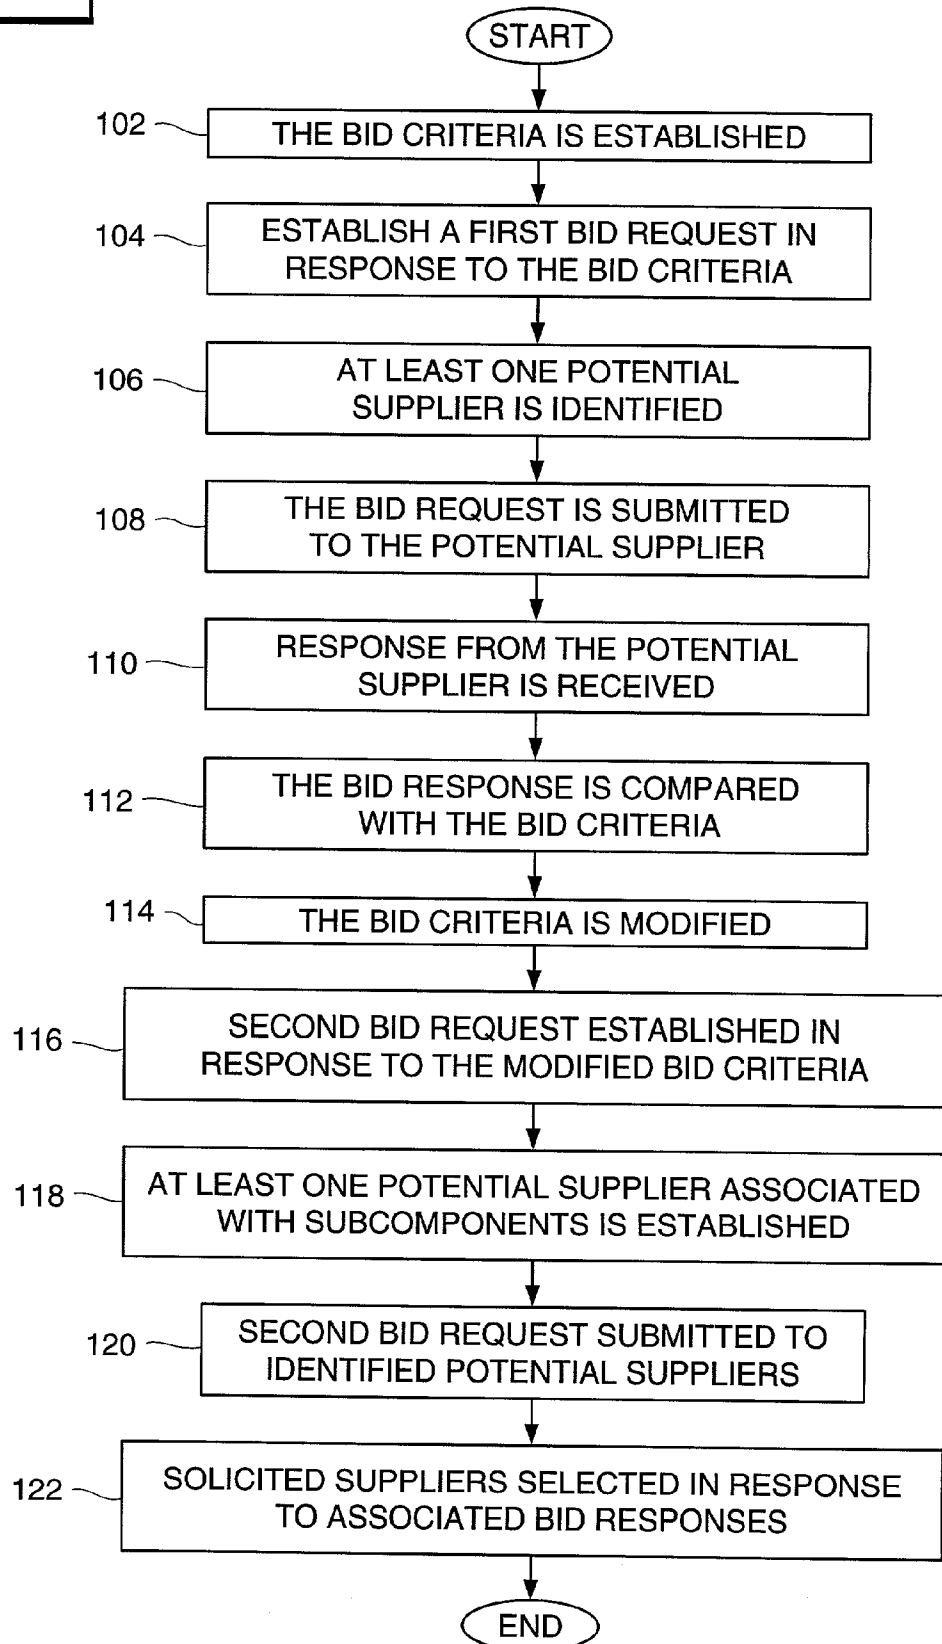 START
102
THE BID CRITERIA IS ESTABLISHED
104
ESTABLISH A FIRST BID REQUEST IN
RESPONSE TO THE BID CRITERIA
106
AT LEAST ONE POTENTIAL
SUPPLIER IS IDENTIFIED
108
THE BID REQUEST IS SUBMITTED
TO THE POTENTIAL SUPPLIER
110
RESPONSE FROM THE POTENTIAL
SUPPLIER IS RECEIVED
112
THE BID RESPONSE IS COMPARED
WITH THE BID CRITERIA
114
THE BID CRITERIA IS MODIFIED
116
SECOND BID REQUEST ESTABLISHED IN
RESPONSE TO THE MODIFIED BID CRITERIA
118
AT LEAST ONE POTENTIAL SUPPLIER ASSOCIATED
WITH SUBCOMPONENTS IS ESTABLISHED
120
SECOND BID REQUEST SUBMITTED TO
IDENTIFIED POTENTIAL SUPPLIERS
122
SOLICITED SUPPLIERS SELECTED IN RESPONSE
TO ASSOCIATED BID RESPONSES
END